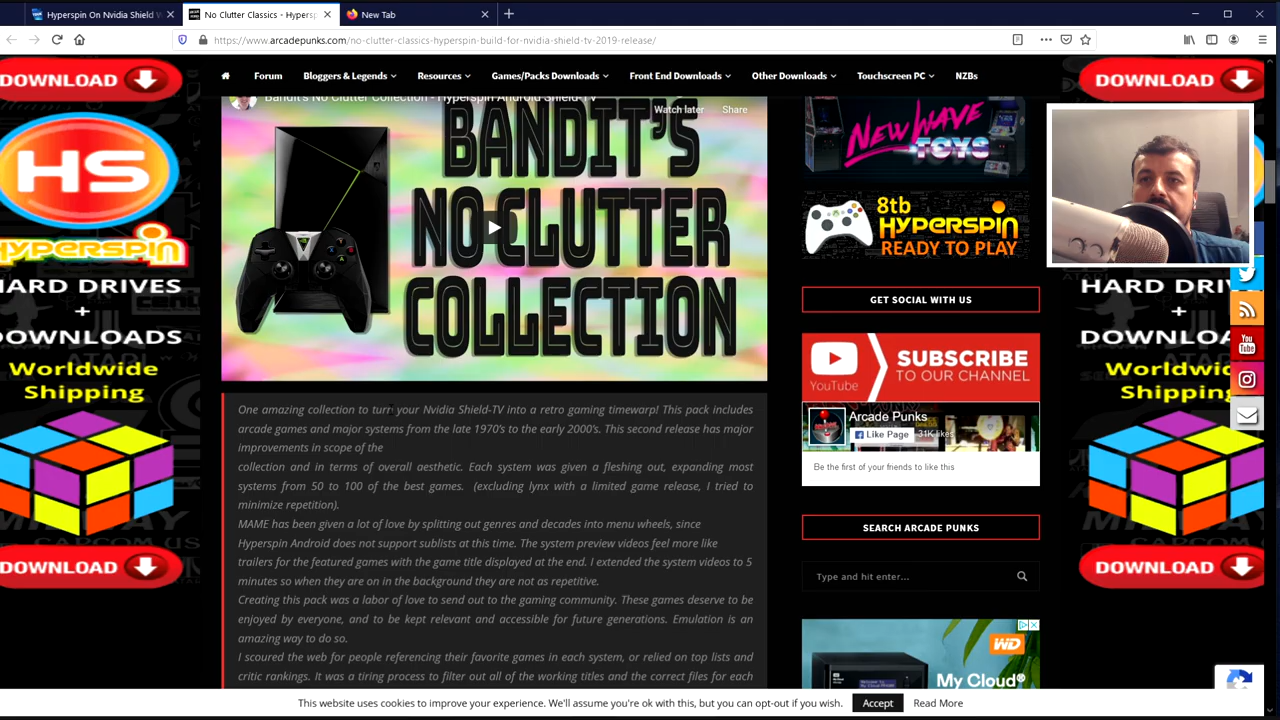 Hyperspin On Nvidia Shield
No Clutter Classics - Hypersp
New Tab
https://www.arcadepunks.com/no-clutter-classics-hyperspin-build-for-nvidia-shield-tv-2019-release/
Forum
Bloggers & Legends
Resources
Games/Packs Downloads
Front End Downloads
Other Downloads
Touchscreen PC
NZBs
DOWNLOAD
HS
HYPERSPIN
HARD DRIVES
+
DOWNLOADS
Worldwide
Shipping
DOWNLOAD
Bandit's No Clutter Collection - Hyperspin Android Shield-TV
Watch later
Share
BANDIT'S
NO CLUTTER
COLLECTION
One amazing collection to turn your Nvidia Shield-TV into a retro gaming timewarp! This pack includes
arcade games and major systems from the late 1970's to the early 2000's. This second release has major
improvements in scope of the
collection and in terms of overall aesthetic. Each system was given a fleshing out, expanding most
systems from 50 to 100 of the best games. (excluding lynx with a limited game release, I tried to
minimize repetition).
MAME has been given a lot of love by splitting out genres and decades into menu wheels, since
Hyperspin Android does not support sublists at this time. The system preview videos feel more like
trailers for the featured games with the game title displayed at the end. I extended the system videos to 5
minutes so when they are on in the background they are not as repetitive.
Creating this pack was a labor of love to send out to the gaming community. These games deserve to be
enjoyed by everyone, and to be kept relevant and accessible for future generations. Emulation is an
amazing way to do so.
I scoured the web for people referencing their favorite games in each system, or relied on top lists and
critic rankings. It was a tiring process to filter out all of the working titles and the correct files for each
NEW WAVE
TOYS
8tb
Hyperspin
READY TO PLAY
GET SOCIAL WITH US
YouTube
SUBSCRIBE
TO OUR CHANNEL
Arcade Punks
Like Page
31K likes
Be the first of your friends to like this
SEARCH ARCADE PUNKS
Type and hit enter...
WD
My Cloud®
DOWNLOAD
HARD DRIV
+
DOWNLOA
Worldwide
Shipping
DOWNLOAD
You
Tube
This website uses cookies to improve your experience. We'll assume you're ok with this, but you can opt-out if you wish.
Accept
Read More